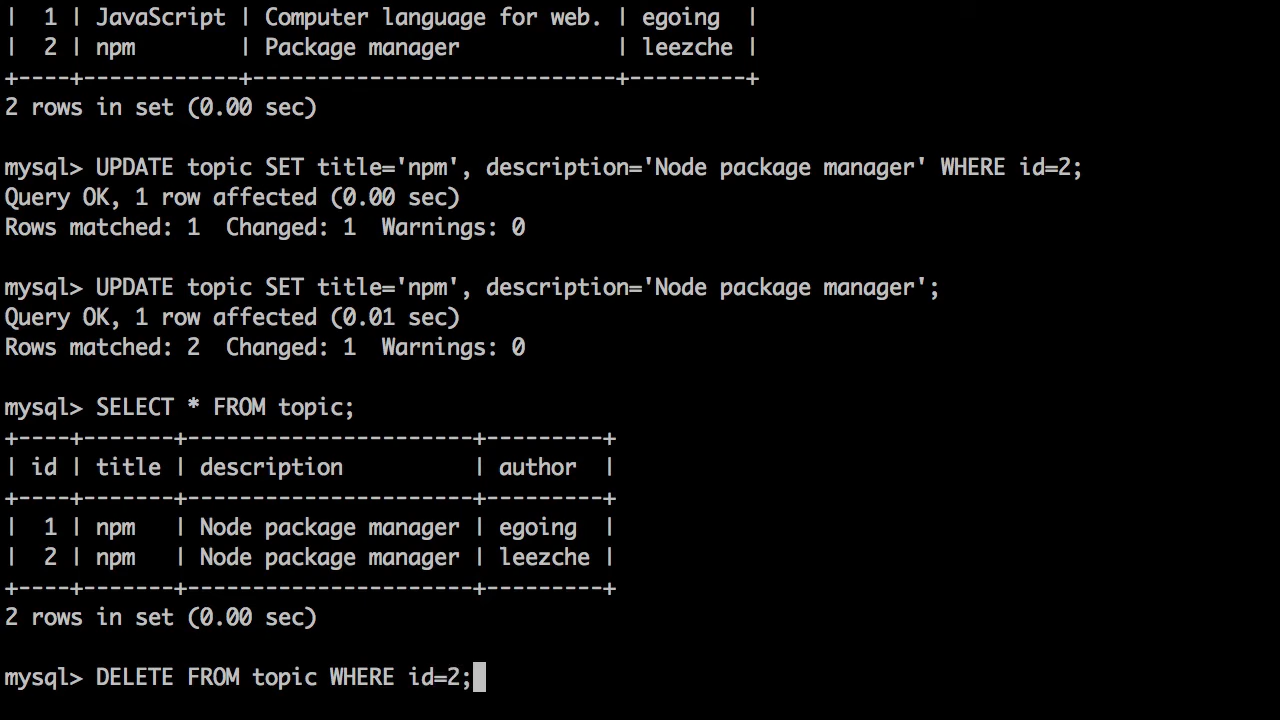 |  1 | JavaScript | Computer language for web. | egoing  |
|  2 | npm        | Package manager            | leezche |
+----+------------+----------------------------+---------+
2 rows in set (0.00 sec)

mysql> UPDATE topic SET title='npm', description='Node package manager' WHERE id=2;
Query OK, 1 row affected (0.00 sec)
Rows matched: 1  Changed: 1  Warnings: 0

mysql> UPDATE topic SET title='npm', description='Node package manager';
Query OK, 1 row affected (0.01 sec)
Rows matched: 2  Changed: 1  Warnings: 0

mysql> SELECT * FROM topic;
+----+-------+----------------------+---------+
| id | title | description          | author  |
+----+-------+----------------------+---------+
|  1 | npm   | Node package manager | egoing  |
|  2 | npm   | Node package manager | leezche |
+----+-------+----------------------+---------+
2 rows in set (0.00 sec)

mysql> DELETE FROM topic WHERE id=2;